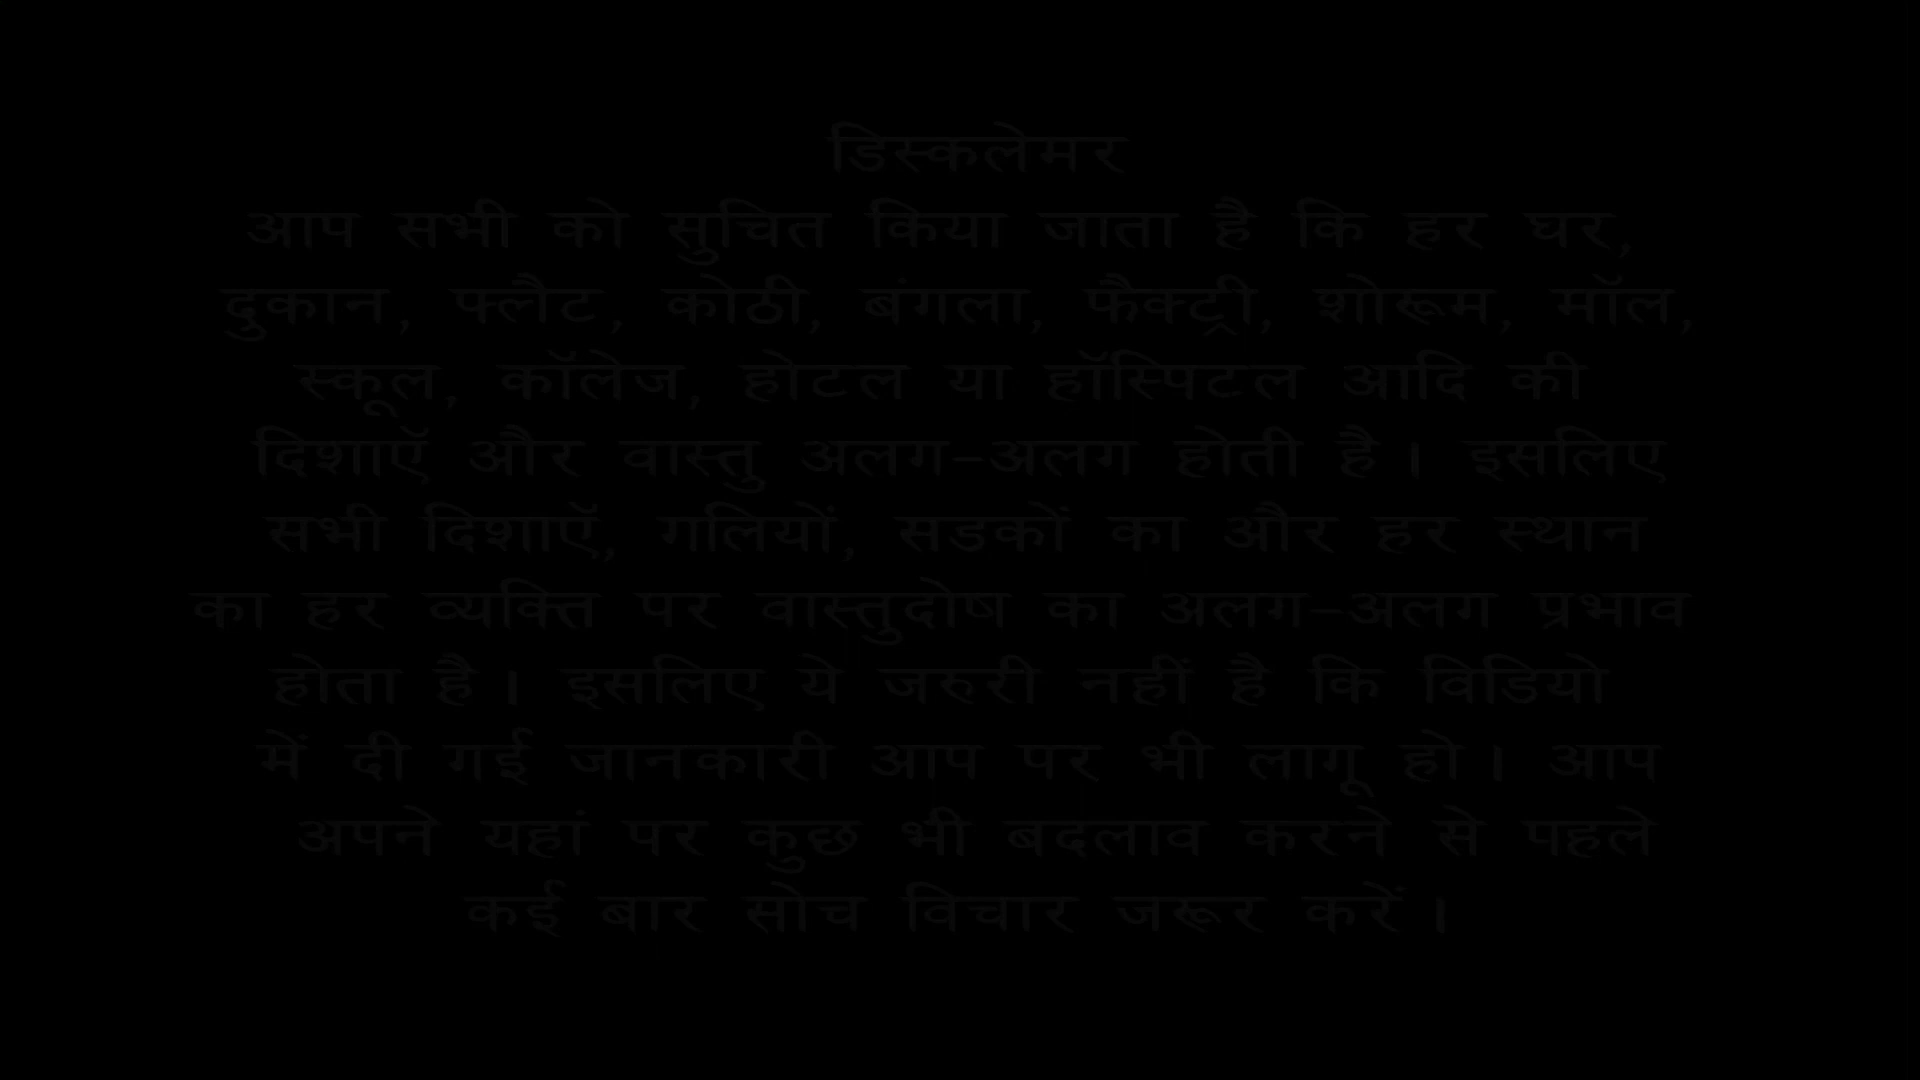 डिस्कलेमर
आप सभी को सुचित किया जाता है कि हर घर,
दुकान, फ्लैट, कोठी, बंगला, फैक्ट्री, शोरूम, मॉल,
स्कूल, कॉलेज, होटल या हॉस्पिटल आदि की
दिशाऍ और वास्तु अलग–अलग होती है। इसलिए
सभी दिशाऍ, गलियों, सडकों का और हर स्थान
का हर व्यक्ति पर वास्तुदोष का अलग–अलग प्रभाव
होता है। इसलिए ये जरुरी नहीं है कि विडियो
में दी गई जानकारी आप पर भी लागू हो। आप
अपने यहां पर कुछ भी बदलाव करने से पहले
कई बार सोच विचार जरूर करें।